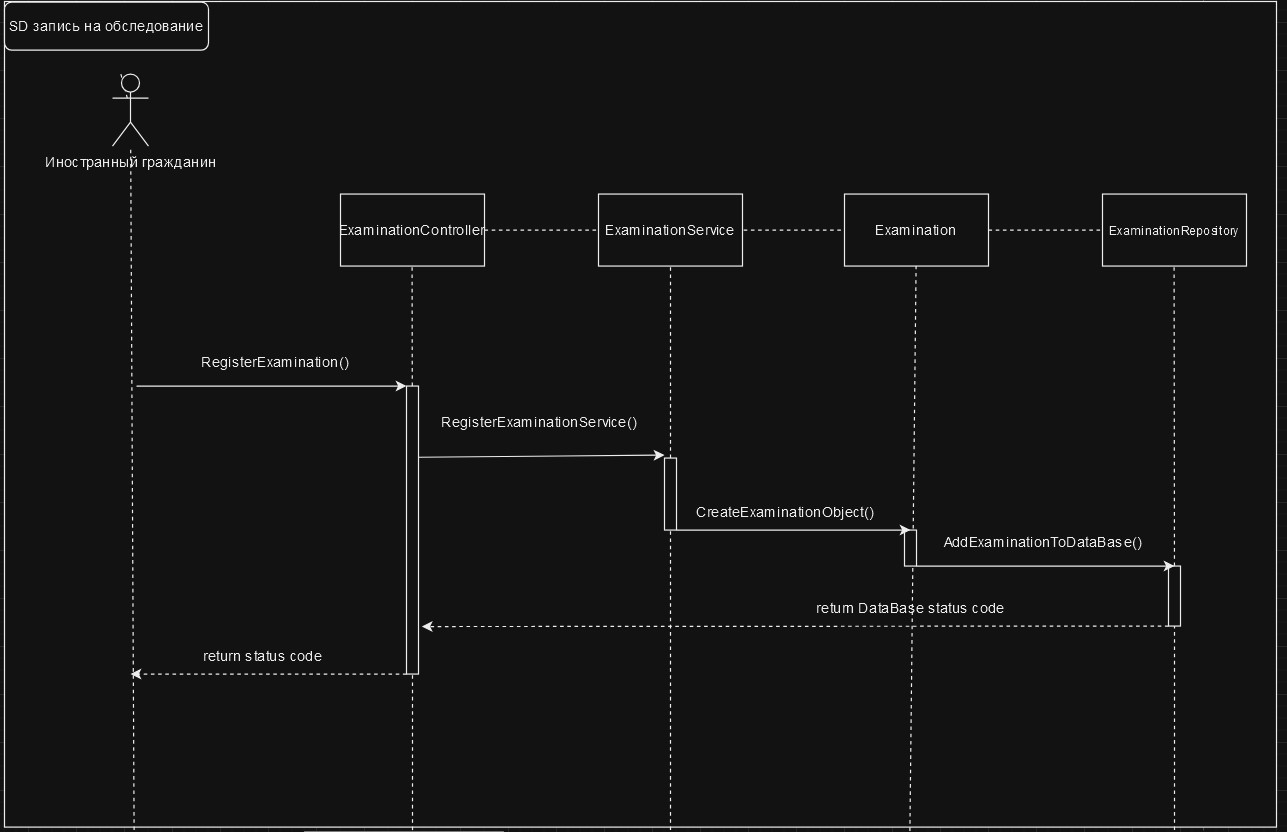 SD запись на обследование
Иностранный гражданин
ExaminationController
ExaminationService
Examination
ExaminationRepository
RegisterExamination()
RegisterExaminationService()
CreateExaminationObject()
AddExaminationToDataBase()
return DataBase status code
return status code